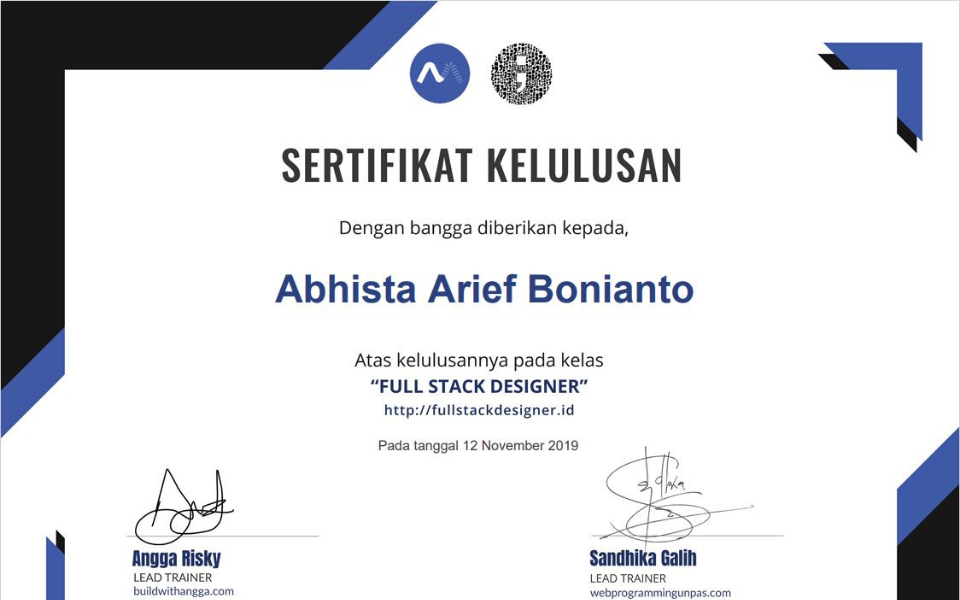 SERTIFIKAT KELULUSAN
Dengan bangga diberikan kepada,
Abhista Arief Bonianto
Atas kelulusannya pada kelas
“FULL STACK DESIGNER”
http://fullstackdesigner.id
Pada tanggal 12 November 2019
Angga Risky
LEAD TRAINER
buildwithangga.com
Sandhika Galih
LEAD TRAINER
webprogrammingunpas.com